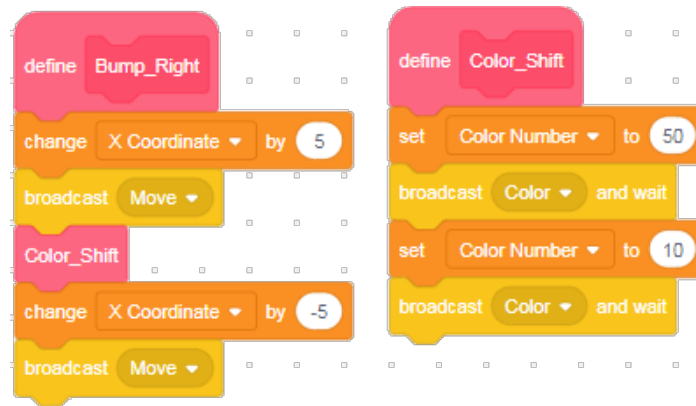 define Bump_Right
change X Coordinate by 5
broadcast Move
Color_Shift
change X Coordinate by -5
broadcast Move
define Color_Shift
set Color Number to 50
broadcast Color and wait
set Color Number to 10
broadcast Color and wait